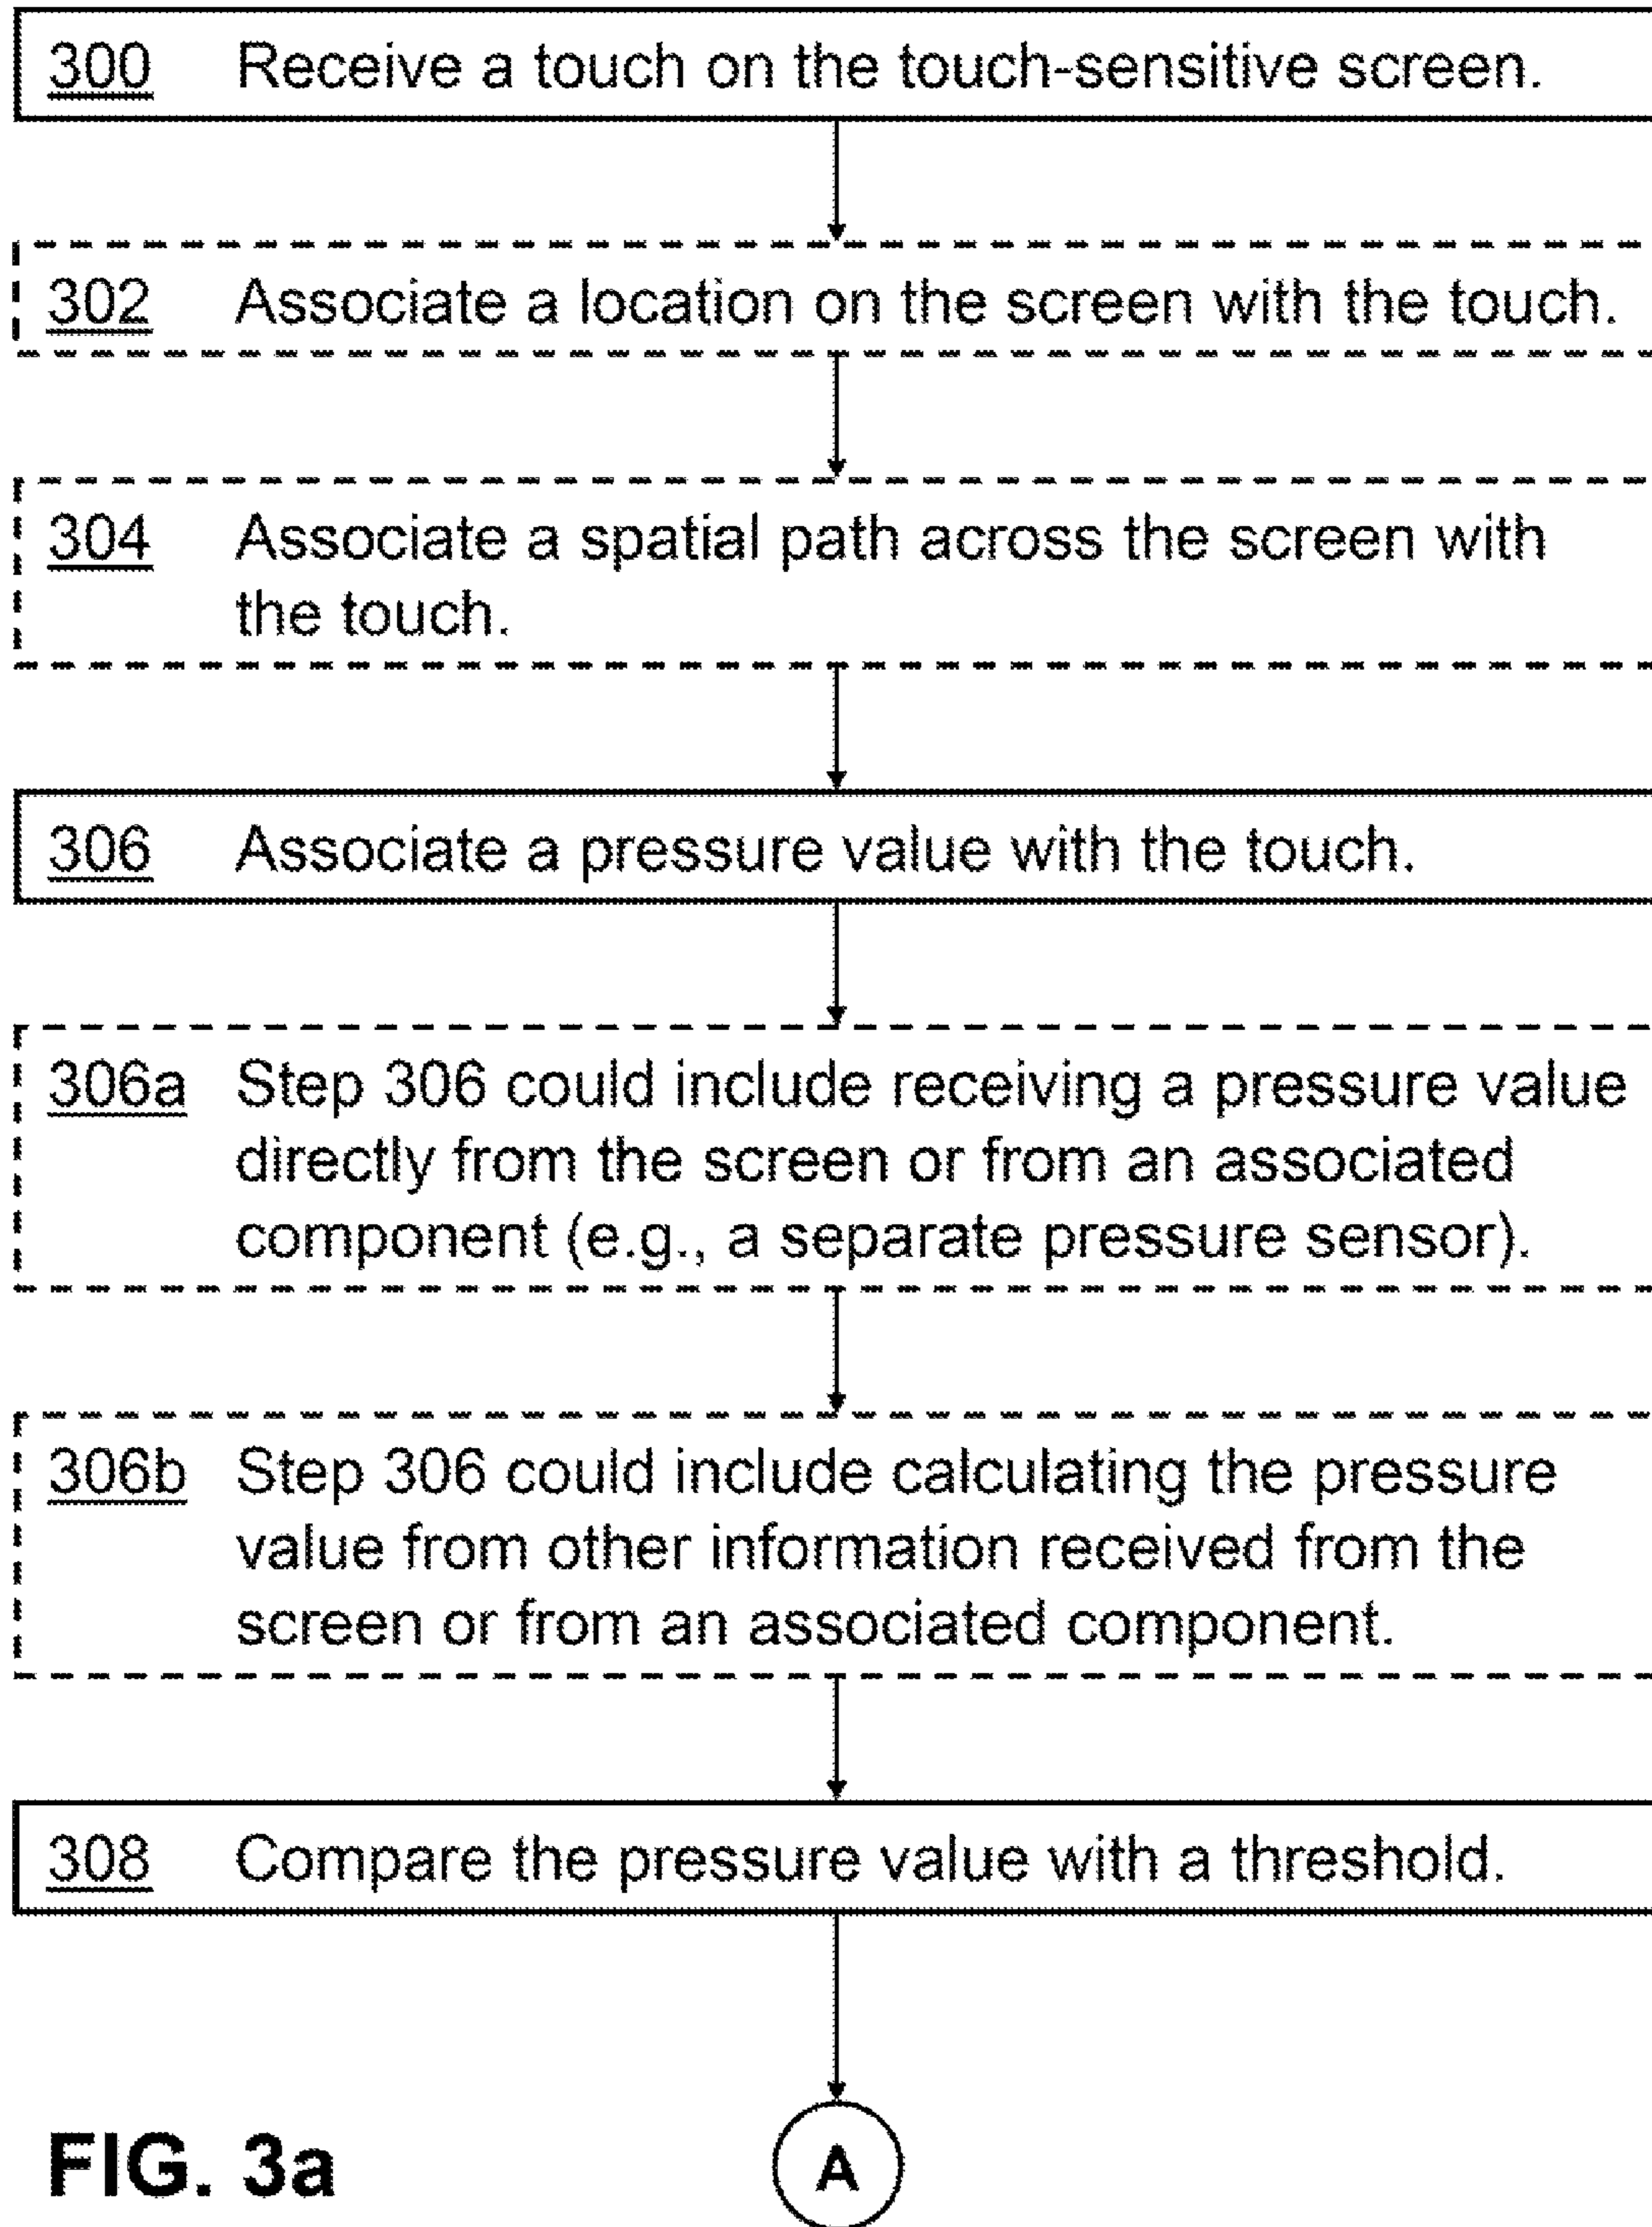 300 Receive a touch on the touch-sensitive screen.
302 Associate a location on the screen with the touch.
304 Associate a spatial path across the screen with
the touch.
306 Associate a pressure value with the touch.
306a Step 306 could include receiving a pressure value
directly from the screen or from an associated
component (e.g., a separate pressure sensor).
306b Step 306 could include calculating the pressure
value from other information received from the
screen or from an associated component.
308 Compare the pressure value with a threshold.
FIG. 3a
A